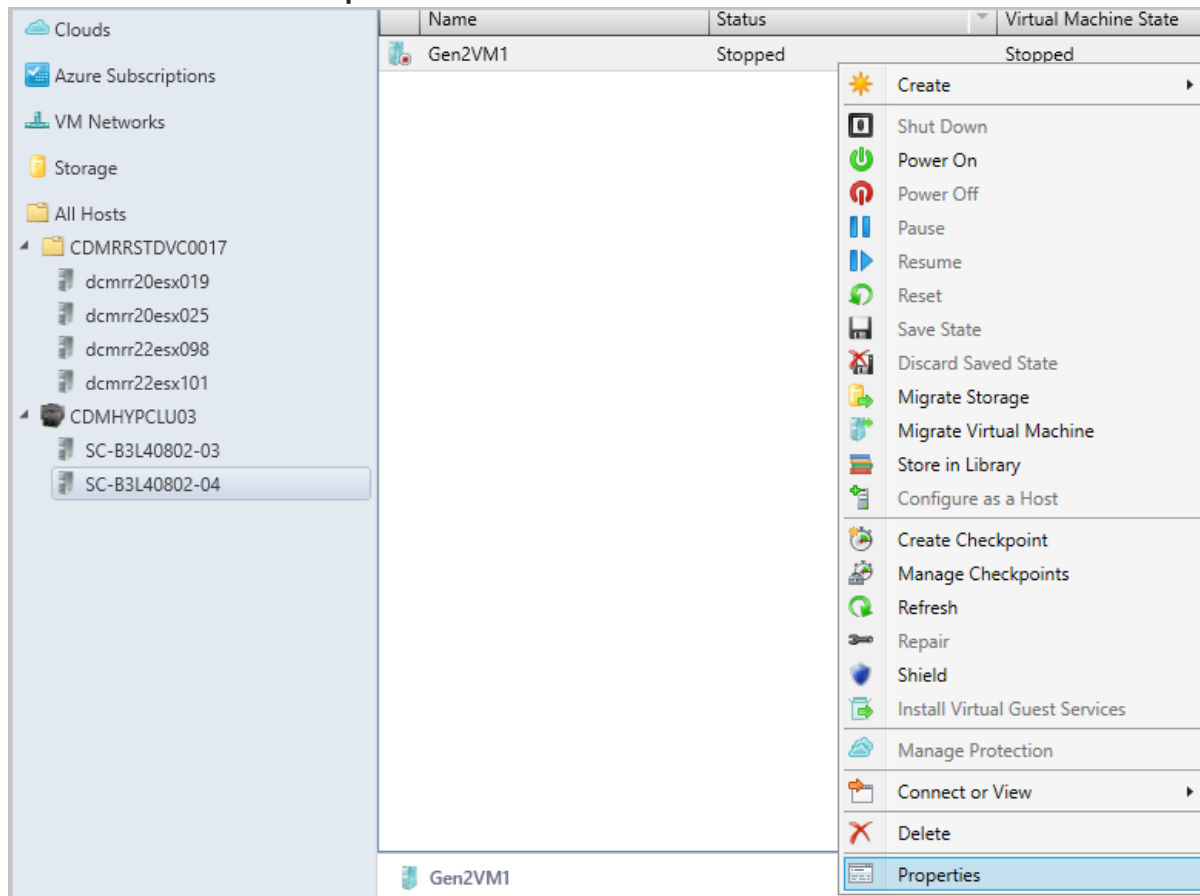 Clouds
Azure Subscriptions
VM Networks
Storage
All Hosts
CDMRRSTDVC0017
dcmrr20esx019
dcmrr20esx025
dcmrr22esx098
dcmrr22esx101
CDMHYPCLU03
SC-B3L40802-03
SC-B3L40802-04
Name Status Virtual Machine State
Gen2VM1 Stopped Stopped
Create
Shut Down
Power On
Power Off
Pause
Resume
Reset
Save State
Discard Saved State
Migrate Storage
Migrate Virtual Machine
Store in Library
Configure as a Host
Create Checkpoint
Manage Checkpoints
Refresh
Repair
Shield
Install Virtual Guest Services
Manage Protection
Connect or View
Delete
Properties
Gen2VM1